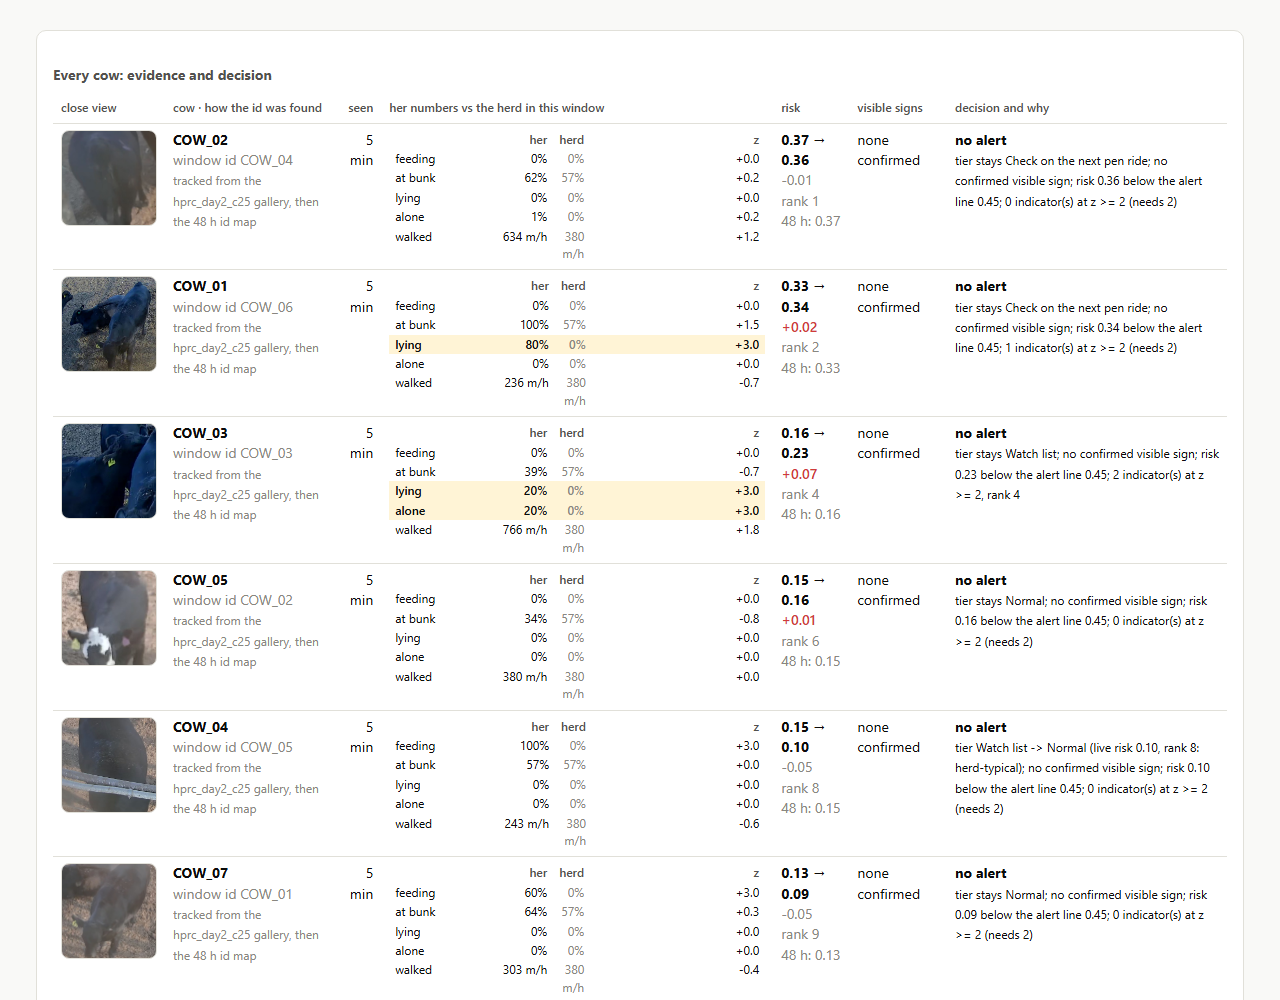 Every cow: evidence and decision
close view cow · how the id was found seen her numbers vs the herd in this window risk visible signs decision and why
COW_02
window id COW_04
tracked from the
hprc_day2_c25 gallery, then
the 48 h id map
5
min
her herd z
feeding 0% 0% +0.0
at bunk 62% 57% +0.2
lying 0% 0% +0.0
alone 1% 0% +0.2
walked 634 m/h 380 +1.2
m/h
0.37 →
0.36
-0.01
rank 1
48 h: 0.37
none
confirmed
no alert
tier stays Check on the next pen ride; no
confirmed visible sign; risk 0.36 below the alert
line 0.45; 0 indicator(s) at z >= 2 (needs 2)
COW_01
window id COW_06
tracked from the
hprc_day2_c25 gallery, then
the 48 h id map
5
min
her herd z
feeding 0% 0% +0.0
at bunk 100% 57% +1.5
lying 80% 0% +3.0
alone 0% 0% +0.0
walked 236 m/h 380 -0.7
m/h
0.33 →
0.34
+0.02
rank 2
48 h: 0.33
none
confirmed
no alert
tier stays Check on the next pen ride; no
confirmed visible sign; risk 0.34 below the alert
line 0.45; 1 indicator(s) at z >= 2 (needs 2)
COW_03
window id COW_03
tracked from the
hprc_day2_c25 gallery, then
the 48 h id map
5
min
her herd z
feeding 0% 0% +0.0
at bunk 39% 57% -0.7
lying 20% 0% +3.0
alone 20% 0% +3.0
walked 766 m/h 380 +1.8
m/h
0.16 →
0.23
+0.07
rank 4
48 h: 0.16
none
confirmed
no alert
tier stays Watch list; no confirmed visible sign; risk
0.23 below the alert line 0.45; 2 indicator(s) at z
>= 2, rank 4
COW_05
window id COW_02
tracked from the
hprc_day2_c25 gallery, then
the 48 h id map
5
min
her herd z
feeding 0% 0% +0.0
at bunk 34% 57% -0.8
lying 0% 0% +0.0
alone 0% 0% +0.0
walked 380 m/h 380 +0.0
m/h
0.15 →
0.16
+0.01
rank 6
48 h: 0.15
none
confirmed
no alert
tier stays Normal; no confirmed visible sign; risk
0.16 below the alert line 0.45; 0 indicator(s) at z
>= 2 (needs 2)
COW_04
window id COW_05
tracked from the
hprc_day2_c25 gallery, then
the 48 h id map
5
min
her herd z
feeding 100% 0% +3.0
at bunk 57% 57% +0.0
lying 0% 0% +0.0
alone 0% 0% +0.0
walked 243 m/h 380 -0.6
m/h
0.15 →
0.10
-0.05
rank 8
48 h: 0.15
none
confirmed
no alert
tier Watch list -> Normal (live risk 0.10, rank 8:
herd-typical); no confirmed visible sign; risk 0.10
below the alert line 0.45; 0 indicator(s) at z >= 2
(needs 2)
COW_07
window id COW_01
tracked from the
hprc_day2_c25 gallery, then
the 48 h id map
5
min
her herd z
feeding 60% 0% +3.0
at bunk 64% 57% +0.3
lying 0% 0% +0.0
alone 0% 0% +0.0
walked 303 m/h 380 -0.4
m/h
0.13 →
0.09
-0.05
rank 9
48 h: 0.13
none
confirmed
no alert
tier stays Normal; no confirmed visible sign; risk
0.09 below the alert line 0.45; 0 indicator(s) at z
>= 2 (needs 2)